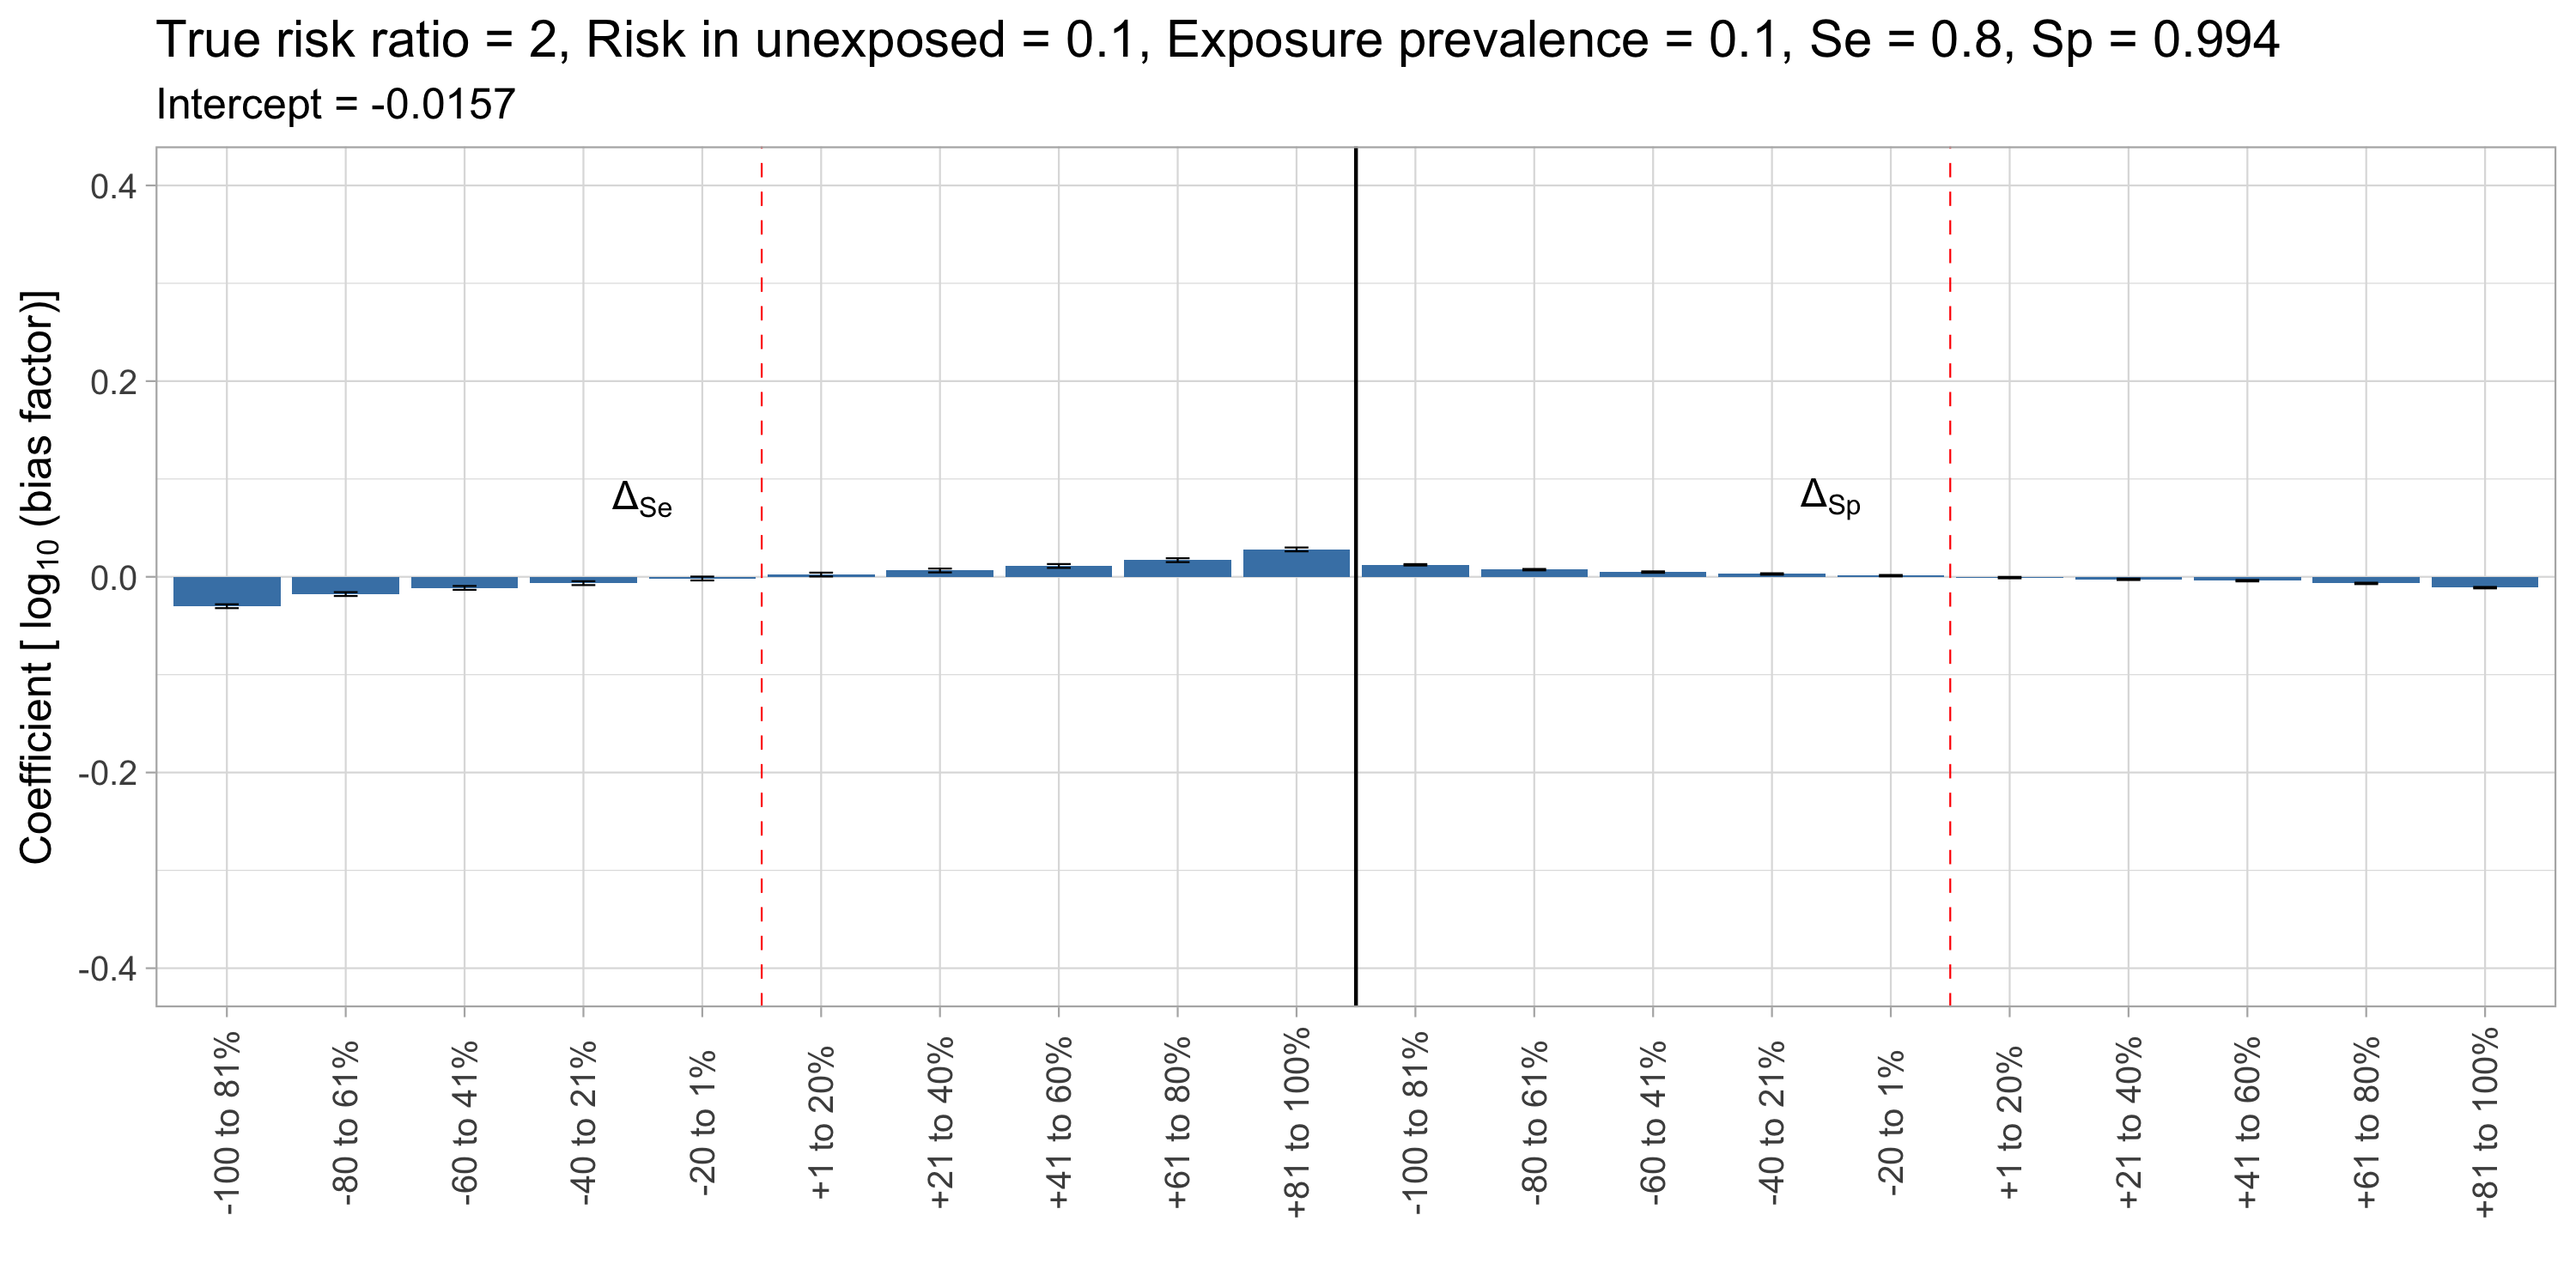 True risk ratio = 2, Risk in unexposed = 0.1, Exposure prevalence = 0.1, Se = 0.8, Sp = 0.994
Intercept = -0.0157
Coefficient [ log10 (bias factor)]
0.4
0.2
0.0
-0.2
-0.4
ΔSe
ΔSp
-100 to 81%
-80 to 61%
-60 to 41%
-40 to 21%
-20 to 1%
+1 to 20%
+21 to 40%
+41 to 60%
+61 to 80%
+81 to 100%
-100 to 81%
-80 to 61%
-60 to 41%
-40 to 21%
-20 to 1%
+1 to 20%
+21 to 40%
+41 to 60%
+61 to 80%
+81 to 100%